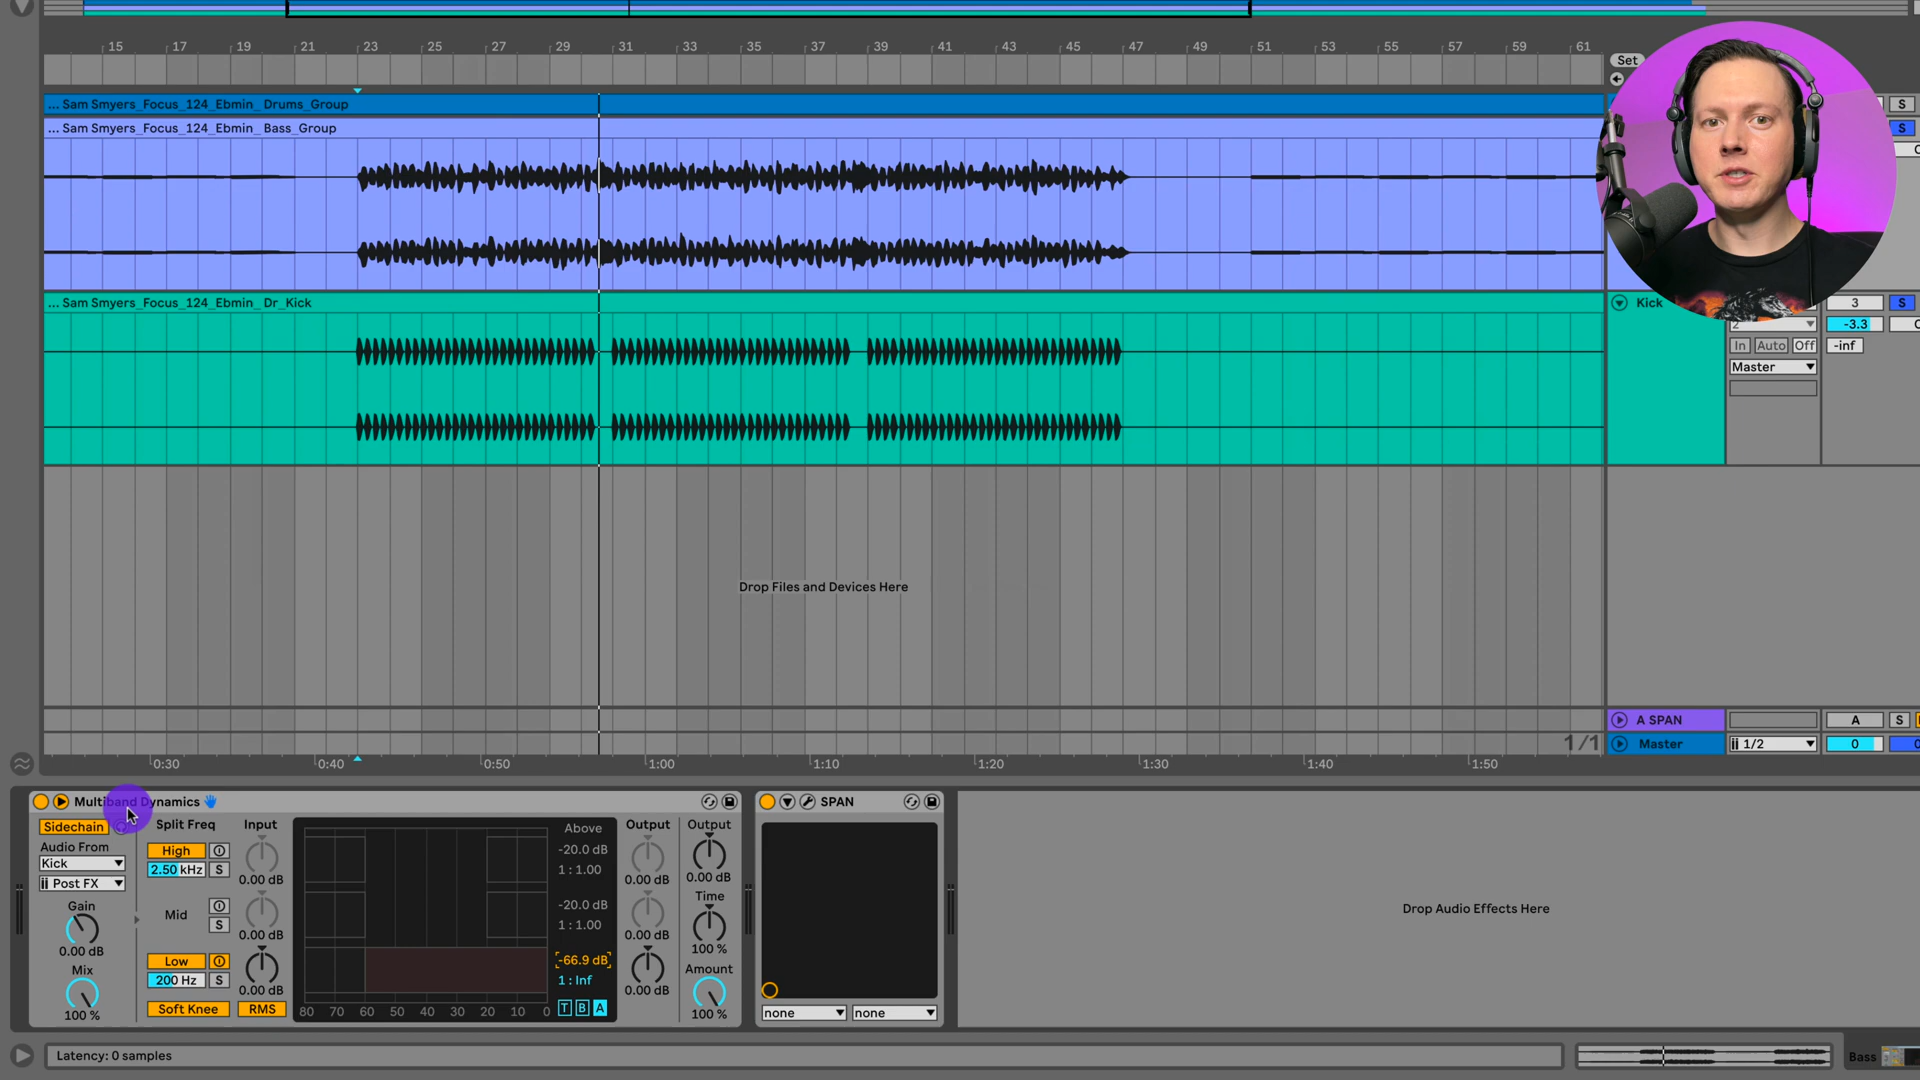 15 17 19 21 23 25 27 29 31 33 35 37 39 41 43 45 47 49 51 53 55 57 59 61
Set
... Sam Smyers_Focus_124_Ebmin_Drums_Group
S
... Sam Smyers_Focus_124_Ebmin_Bass_Group
S
... Sam Smyers_Focus_124_Ebmin_Dr_Kick
Kick
3
S
2
-3.3
C
In Auto Off
-inf
Master
Drop Files and Devices Here
A SPAN
A
S
1/1
Master
1/2
0
0:30 0:40 0:50 1:00 1:10 1:20 1:30 1:40 1:50
Multiband Dynamics
SPAN
Sidechain
Split Freq
Input
Above
Output
Output
Audio From
High
-20.0 dB
Kick
2.50 kHz
S
0.00 dB
1 : 1.00
0.00 dB
0.00 dB
Post FX
Time
Gain
Mid
-20.0 dB
S
0.00 dB
1 : 1.00
0.00 dB
100 %
0.00 dB
Low
-66.9 dB
Amount
Mix
200 Hz
S
0.00 dB
1 : Inf
0.00 dB
100 %
Soft Knee
RMS
80 70 60 50 40 30 20 10 0
T B A
100 %
none
none
Drop Audio Effects Here
Latency: 0 samples
Bass